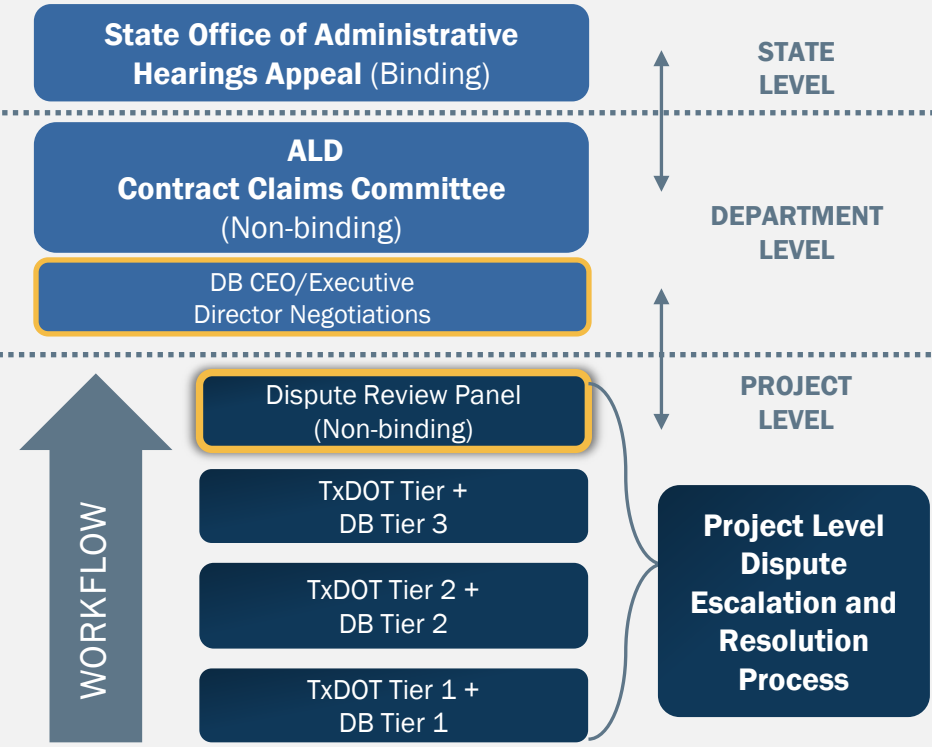 State Office of Administrative
Hearings Appeal (Binding)
STATE
LEVEL
ALD
Contract Claims Committee
(Non-binding)
DEPARTMENT
LEVEL
DB CEO/Executive
Director Negotiations
Dispute Review Panel
(Non-binding)
PROJECT
LEVEL
TxDOT Tier +
DB Tier 3
TxDOT Tier 2 +
DB Tier 2
TxDOT Tier 1 +
DB Tier 1
WORKFLOW
Project Level
Dispute
Escalation and
Resolution
Process